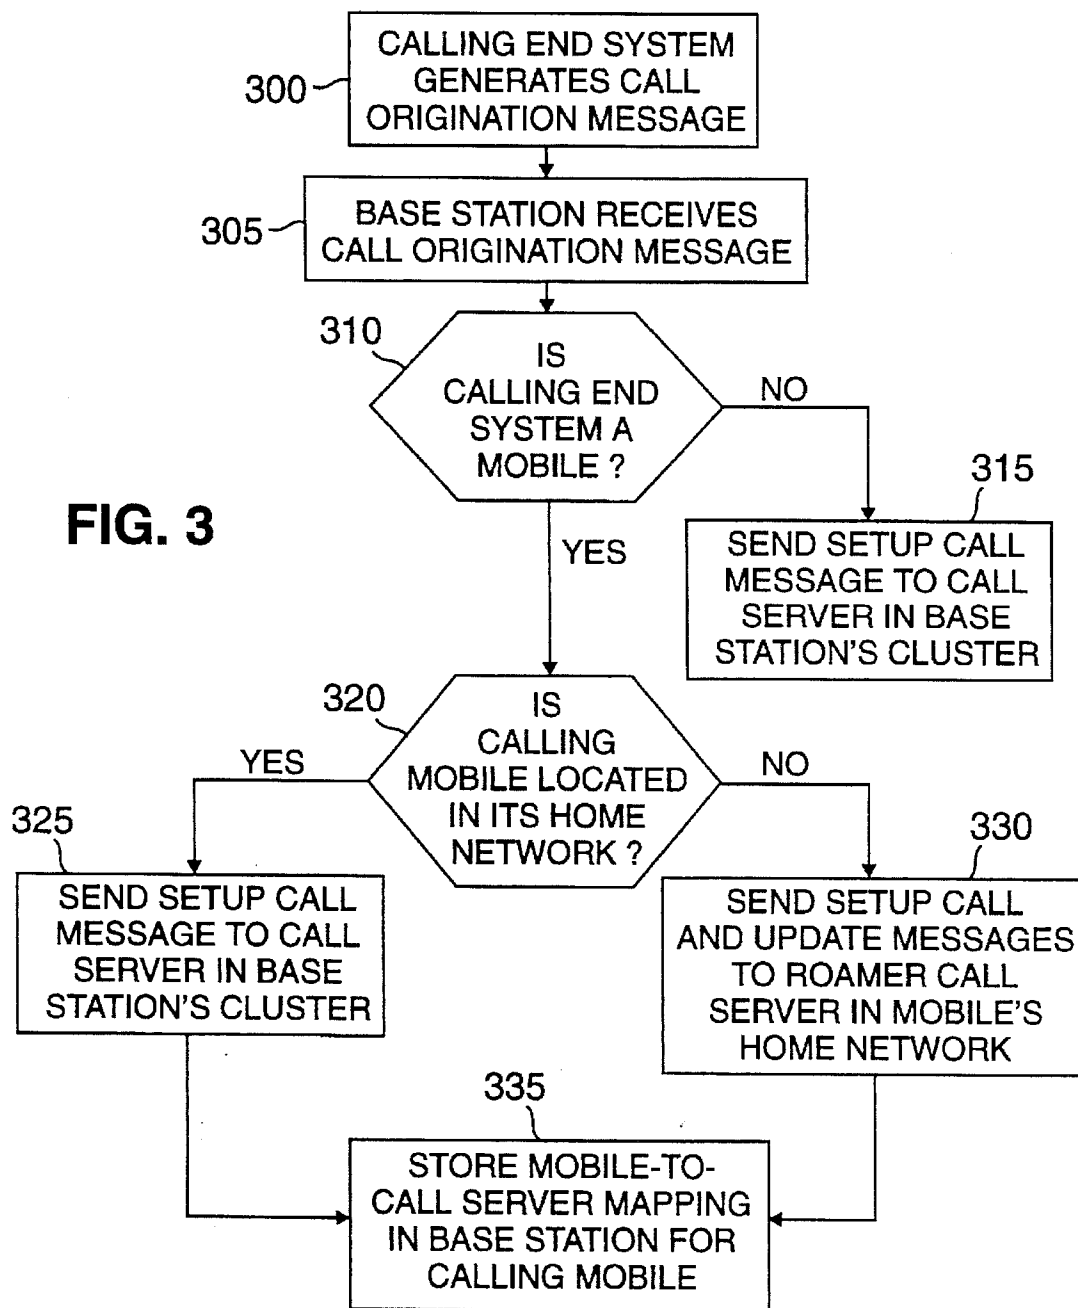 CALLING END SYSTEM
GENERATES CALL
ORIGINATION MESSAGE
300
BASE STATION RECEIVES
CALL ORIGINATION MESSAGE
305
310
IS
CALLING END
SYSTEM A
MOBILE ?
NO
315
SEND SETUP CALL
MESSAGE TO CALL
SERVER IN BASE
STATION'S CLUSTER
FIG. 3
YES
320
IS
CALLING
MOBILE LOCATED
IN ITS HOME
NETWORK ?
YES
NO
325
SEND SETUP CALL
MESSAGE TO CALL
SERVER IN BASE
STATION'S CLUSTER
330
SEND SETUP CALL
AND UPDATE MESSAGES
TO ROAMER CALL
SERVER IN MOBILE'S
HOME NETWORK
335
STORE MOBILE-TO-
CALL SERVER MAPPING
IN BASE STATION FOR
CALLING MOBILE